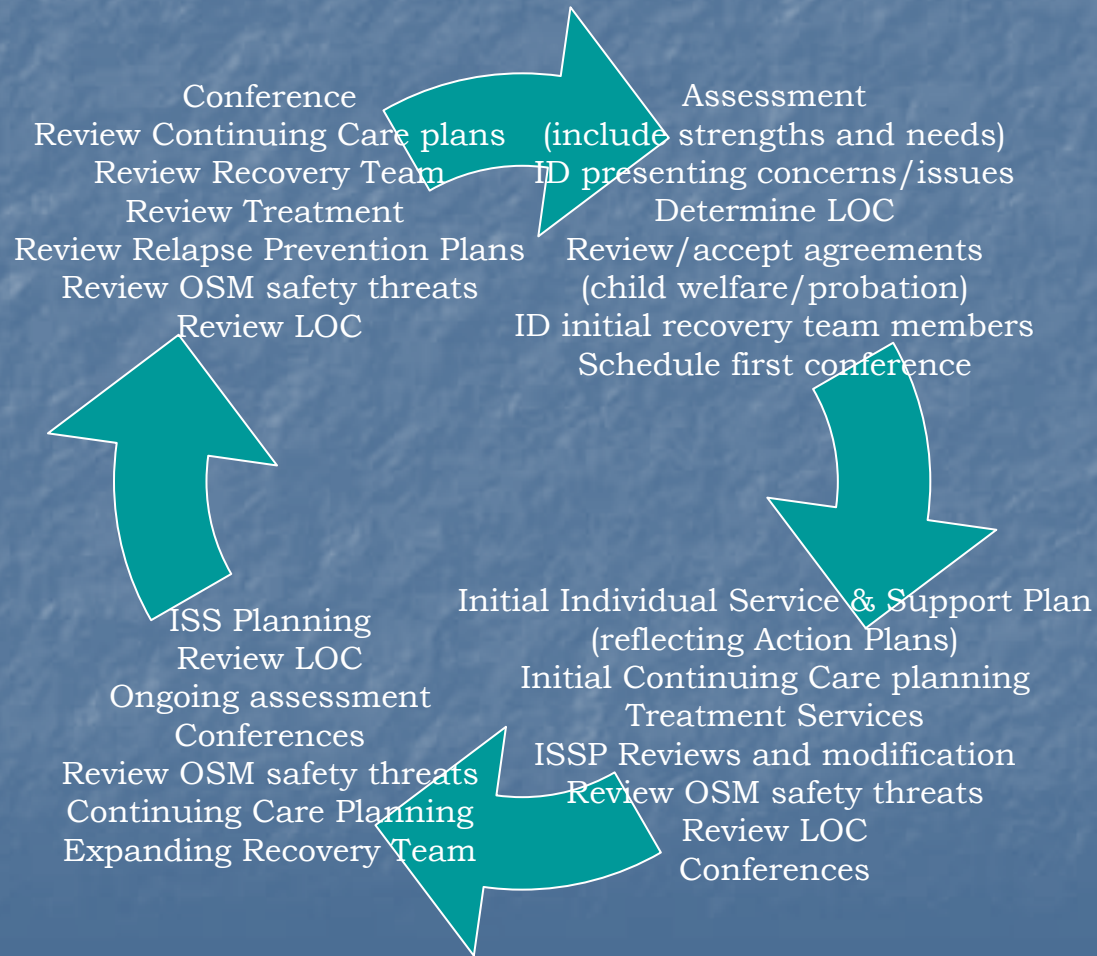 Conference
Review Continuing Care plans
Review Recovery Team
Review Treatment
Review Relapse Prevention Plans
Review OSM safety threats
Review LOC
Assessment
(include strengths and needs)
ID presenting concerns/issues
Determine LOC
Review/accept agreements
(child welfare/probation)
ID initial recovery team members
Schedule first conference
Initial Individual Service & Support Plan
(reflecting Action Plans)
Initial Continuing Care planning
Treatment Services
ISSP Reviews and modification
Review OSM safety threats
Review LOC
Conferences
ISS Planning
Review LOC
Ongoing assessment
Conferences
Review OSM safety threats
Continuing Care Planning
Expanding Recovery Team